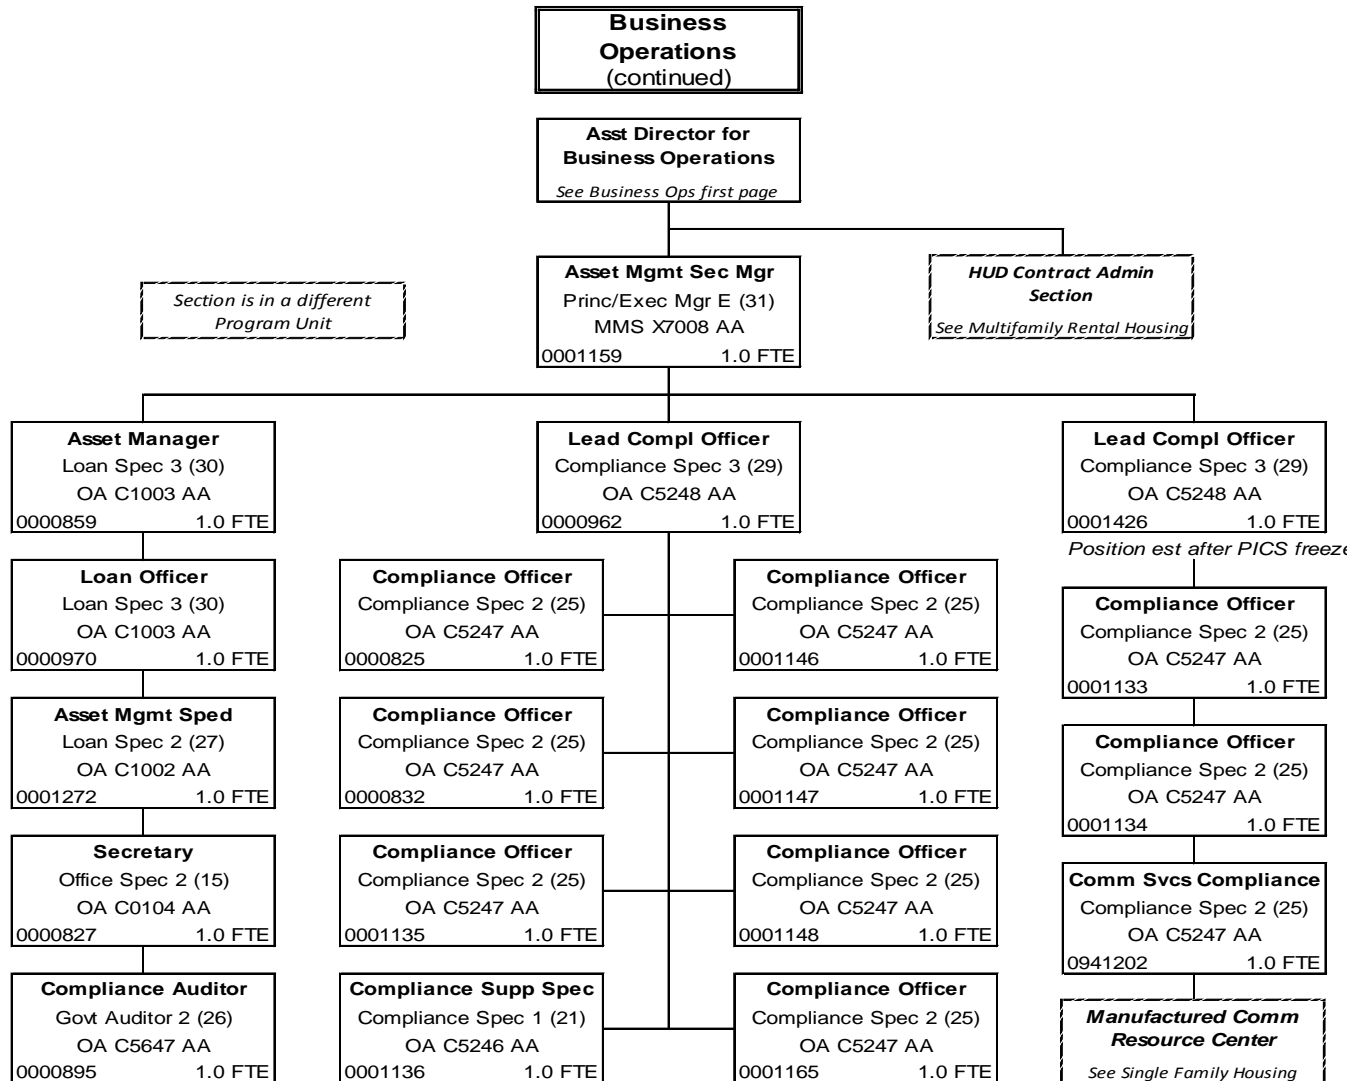 Business
Operations
(continued)
Asst Director for
Business Operations
See Business Ops first page
Section is in a different
Program Unit
Asset Mgmt Sec Mgr
Princ/Exec Mgr E (31)
MMS X7008 AA
0001159 1.0 FTE
HUD Contract Admin
Section
See Multifamily Rental Housing
Asset Manager
Loan Spec 3 (30)
OA C1003 AA
0000859 1.0 FTE
Loan Officer
Loan Spec 3 (30)
OA C1003 AA
0000970 1.0 FTE
Asset Mgmt Sped
Loan Spec 2 (27)
OA C1002 AA
0001272 1.0 FTE
Secretary
Office Spec 2 (15)
OA C0104 AA
0000827 1.0 FTE
Compliance Auditor
Govt Auditor 2 (26)
OA C5647 AA
0000895 1.0 FTE
Lead Compl Officer
Compliance Spec 3 (29)
OA C5248 AA
0000962 1.0 FTE
Compliance Officer
Compliance Spec 2 (25)
OA C5247 AA
0000825 1.0 FTE
Compliance Officer
Compliance Spec 2 (25)
OA C5247 AA
0001146 1.0 FTE
Compliance Officer
Compliance Spec 2 (25)
OA C5247 AA
0000832 1.0 FTE
Compliance Officer
Compliance Spec 2 (25)
OA C5247 AA
0001147 1.0 FTE
Compliance Officer
Compliance Spec 2 (25)
OA C5247 AA
0001135 1.0 FTE
Compliance Officer
Compliance Spec 2 (25)
OA C5247 AA
0001148 1.0 FTE
Compliance Supp Spec
Compliance Spec 1 (21)
OA C5246 AA
0001136 1.0 FTE
Compliance Officer
Compliance Spec 2 (25)
OA C5247 AA
0001165 1.0 FTE
Lead Compl Officer
Compliance Spec 3 (29)
OA C5248 AA
0001426 1.0 FTE
Position est after PICS freeze
Compliance Officer
Compliance Spec 2 (25)
OA C5247 AA
0001133 1.0 FTE
Compliance Officer
Compliance Spec 2 (25)
OA C5247 AA
0001134 1.0 FTE
Comm Svcs Compliance
Compliance Spec 2 (25)
OA C5247 AA
0941202 1.0 FTE
Manufactured Comm
Resource Center
See Single Family Housing